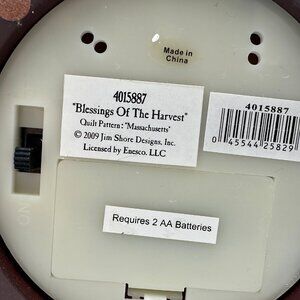 Made in
China
4015887
"Blessings Of The Harvest"
Quilt Pattern: "Massachusetts"
© 2009 Jim Shore Designs, Inc.
Licensed by Enesco, LLC
4015887
0 45544 25829
Requires 2 AA Batteries
ON